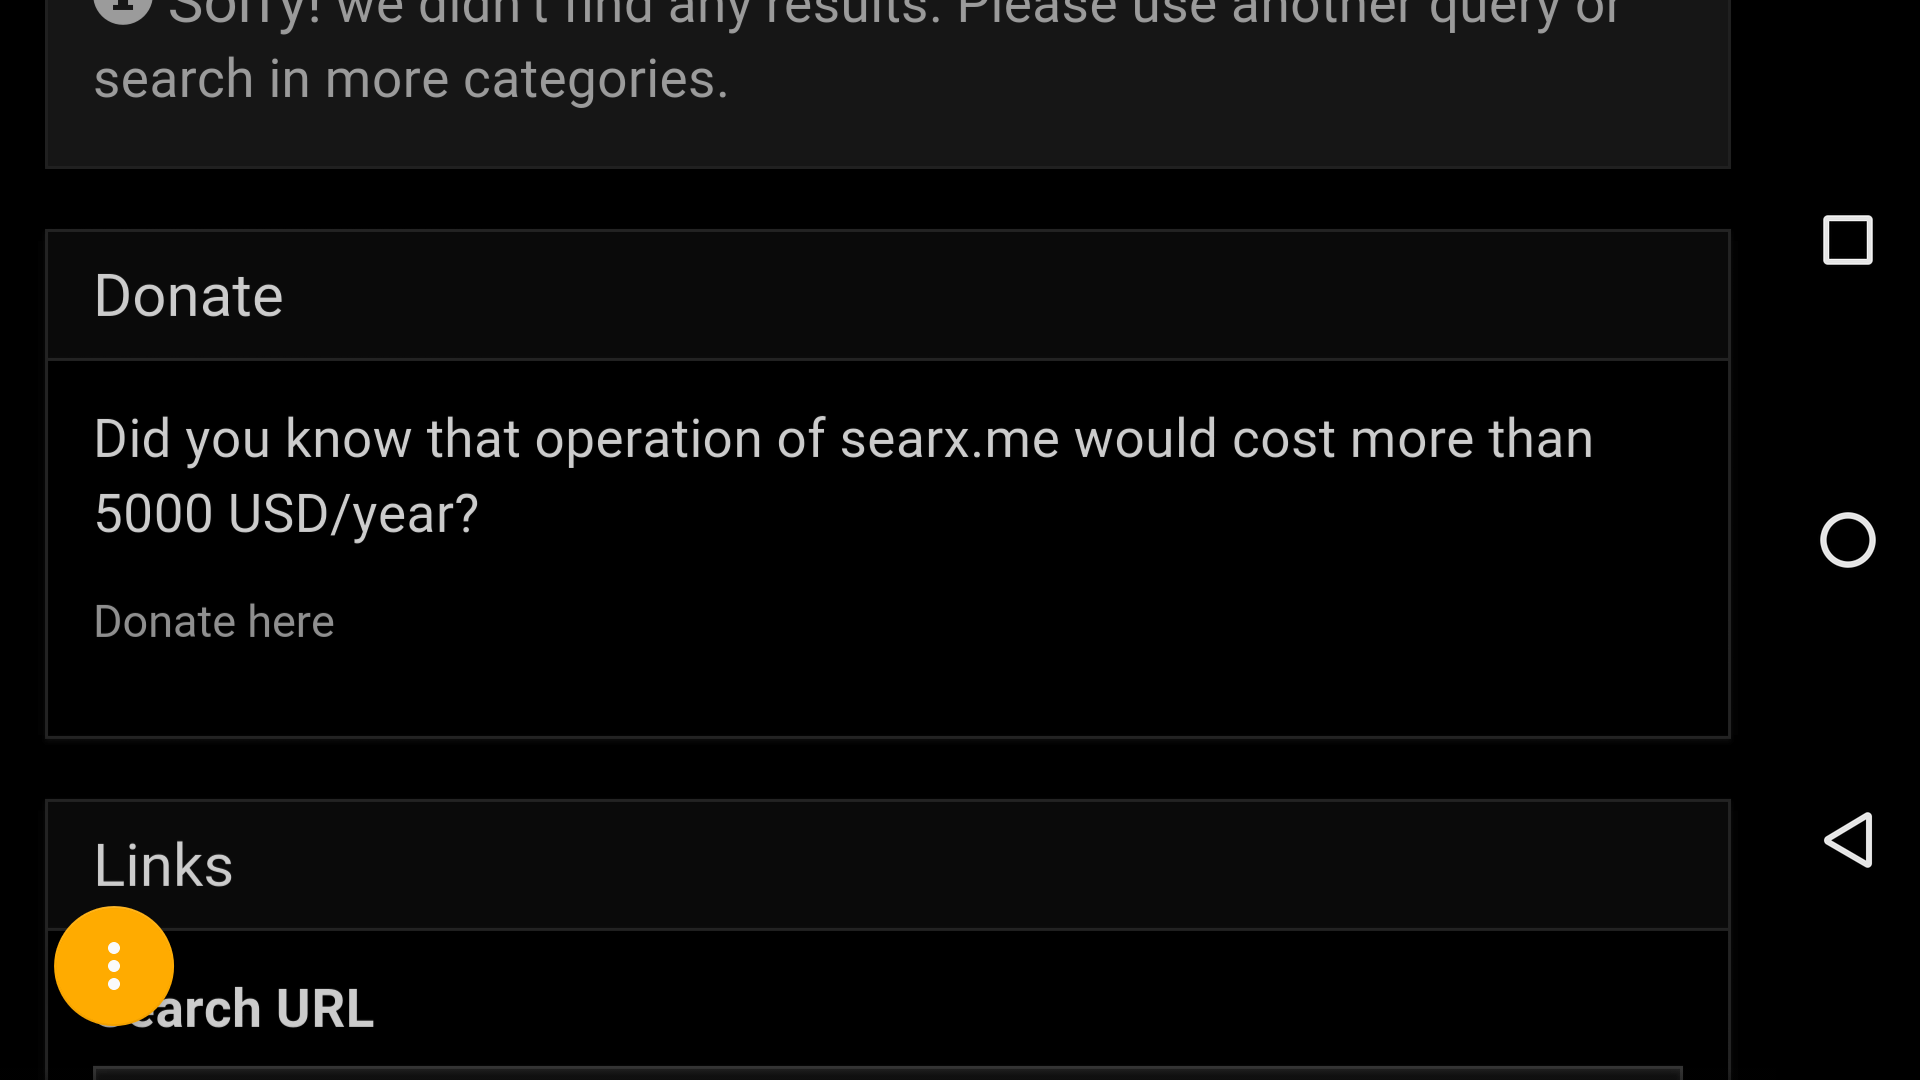 Sorry! we didn't find any results. Please use another query or
search in more categories.
Donate
Did you know that operation of searx.me would cost more than
5000 USD/year?
Donate here
Links
earch URL